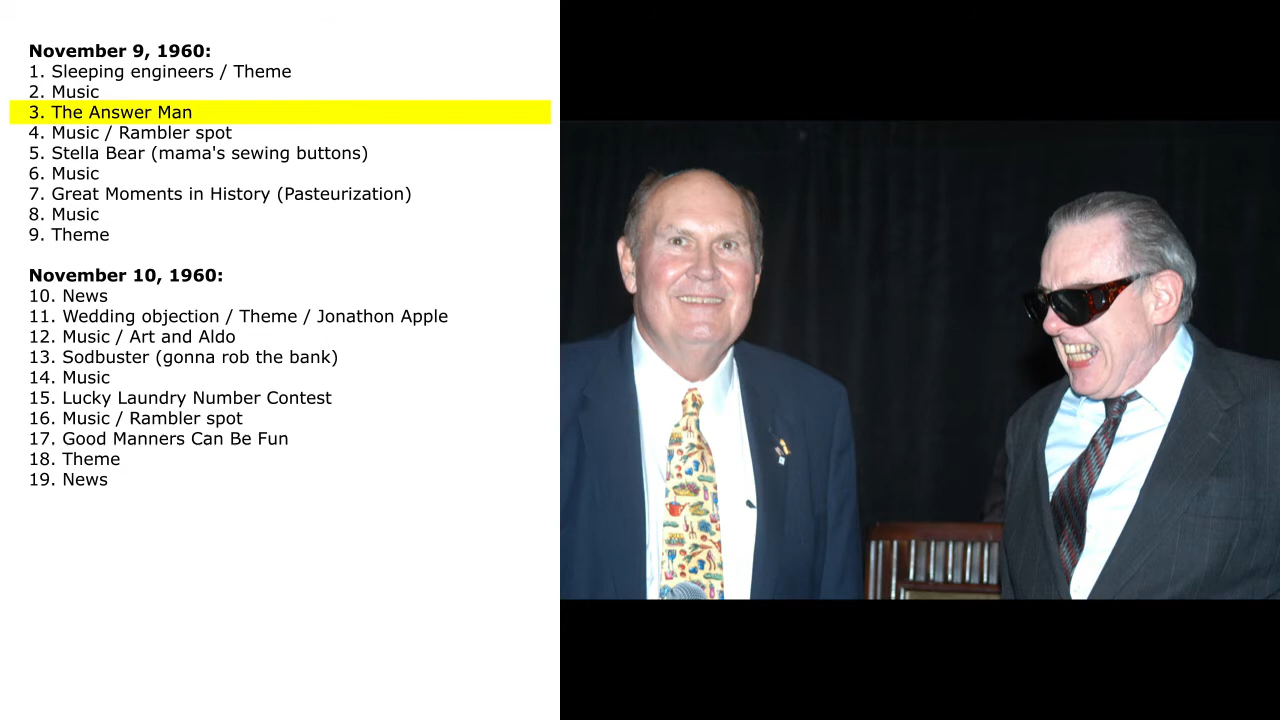 November 9, 1960:
1. Sleeping engineers / Theme
2. Music
3. The Answer Man
4. Music / Rambler spot
5. Stella Bear (mama's sewing buttons)
6. Music
7. Great Moments in History (Pasteurization)
8. Music
9. Theme
November 10, 1960:
10. News
11. Wedding objection / Theme / Jonathon Apple
12. Music / Art and Aldo
13. Sodbuster (gonna rob the bank)
14. Music
15. Lucky Laundry Number Contest
16. Music / Rambler spot
17. Good Manners Can Be Fun
18. Theme
19. News